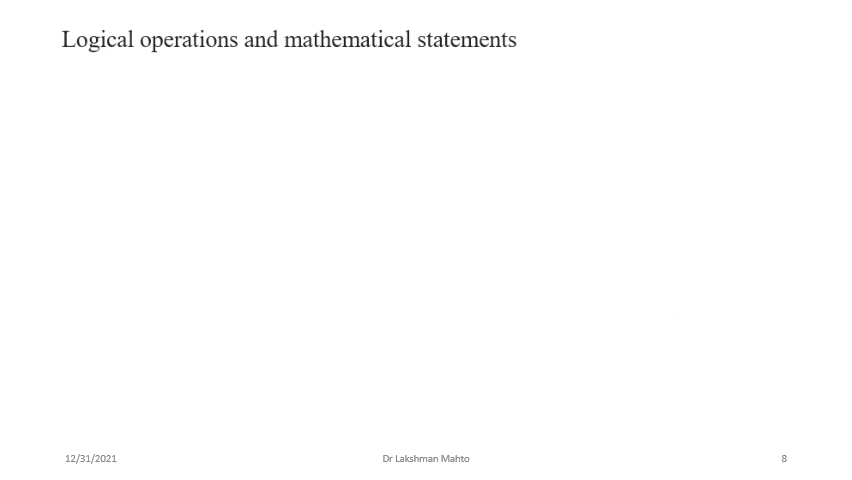 Logical operations and mathematical statements
12/31/2021
Dr Lakshman Mahto
8